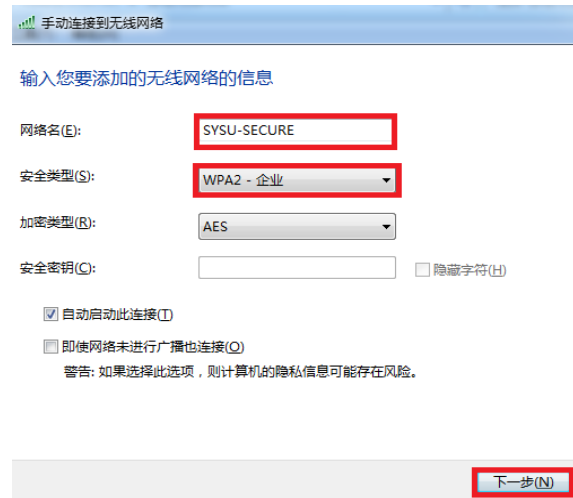 手动连接到无线网络
输入您要添加的无线网络的信息
网络名(E): SYSU-SECURE
安全类型(S): WPA2 - 企业
加密类型(R): AES
安全密钥(C): 隐藏字符(H)
自动启动此连接(T)
即使网络未进行广播也连接(O)
警告: 如果选择此选项，则计算机的隐私信息可能存在风险。
下一步(N)